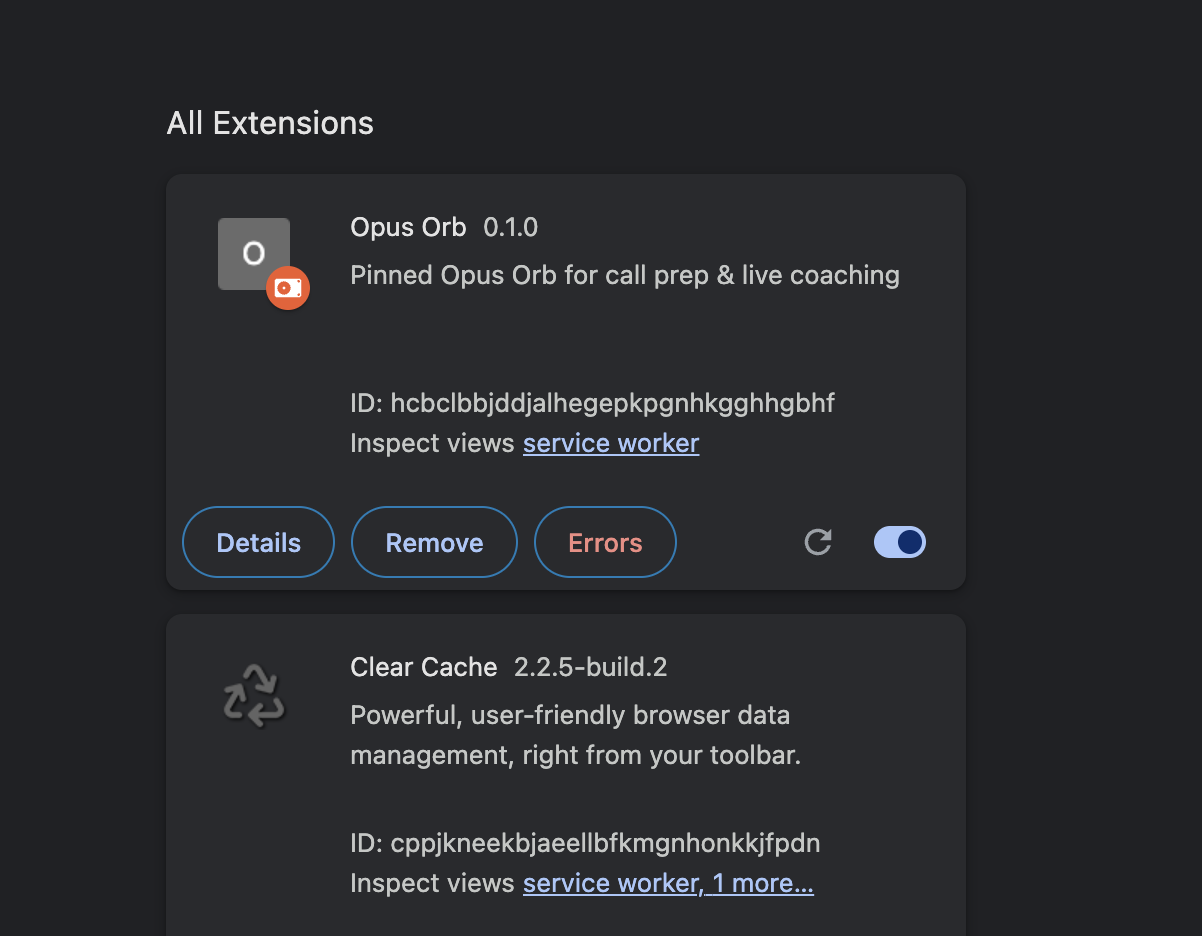 All Extensions
O
Opus Orb 0.1.0
Pinned Opus Orb for call prep & live coaching
ID: hcbclbbjddjalhegepkpgnhkgghhgbhf
Inspect views service worker
Details Remove Errors
Clear Cache 2.2.5-build.2
Powerful, user-friendly browser data
management, right from your toolbar.
ID: cppjkneekbjaeellbfkmgnhonkkjfpdn
Inspect views service worker, 1 more...